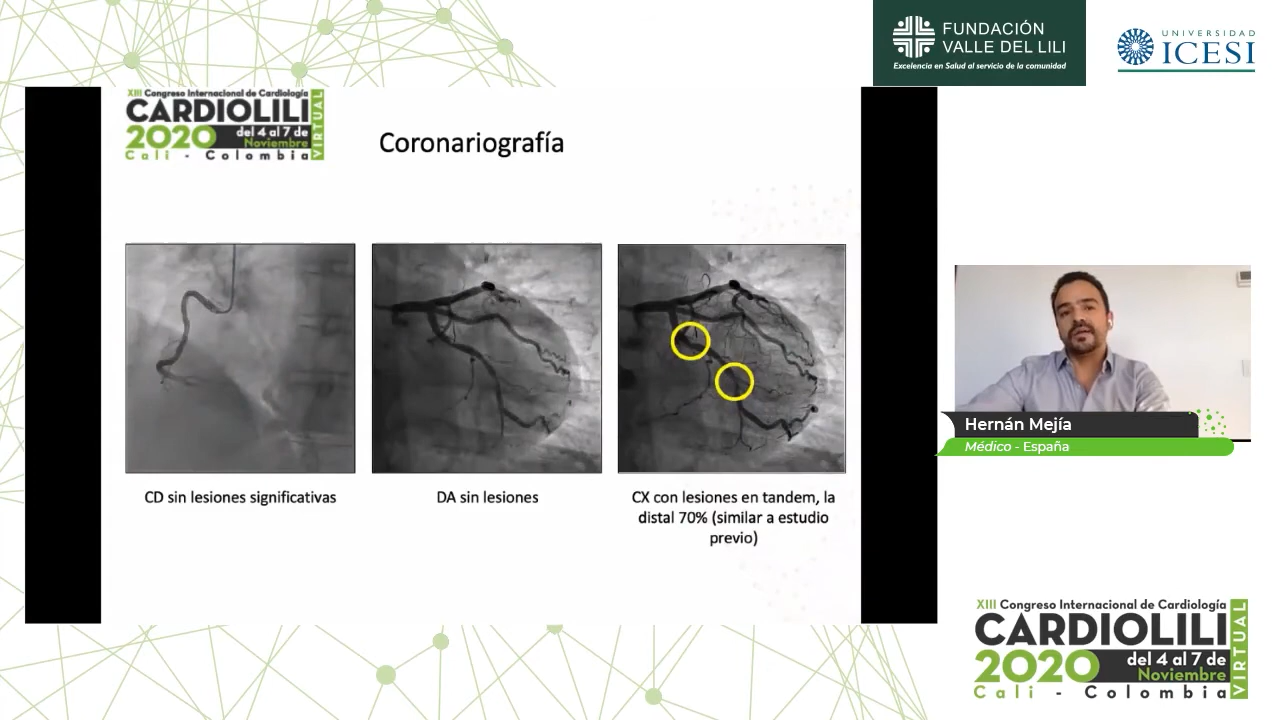 FUNDACIÓN
VALLE DEL LILI
Excelencia en Salud al servicio de la comunidad
UNIVERSIDAD
ICESI
XIII Congreso Internacional de Cardiología
CARDIOLILI
2020 del 4 al 7 de
Noviembre
Cali - Colombia
VIRTUAL
Coronariografía
CD sin lesiones significativas
DA sin lesiones
CX con lesiones en tandem, la
distal 70% (similar a estudio
previo)
Hernán Mejía
Médico - España
XIII Congreso Internacional de Cardiología
CARDIOLILI
2020 del 4 al 7 de
Noviembre
Cali - Colombia
VIRTUAL